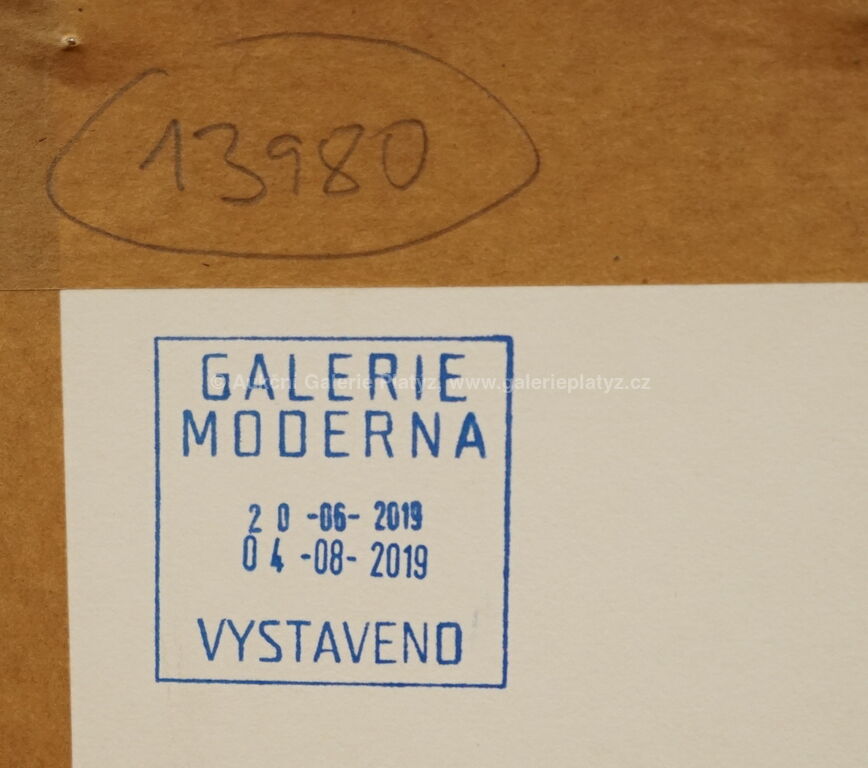 13980
GALERIE
© Aukční Galerie Platýz, www.galerieplatyz.cz
MODERNA
20 -06- 2019
04 -08- 2019
VYSTAVENO